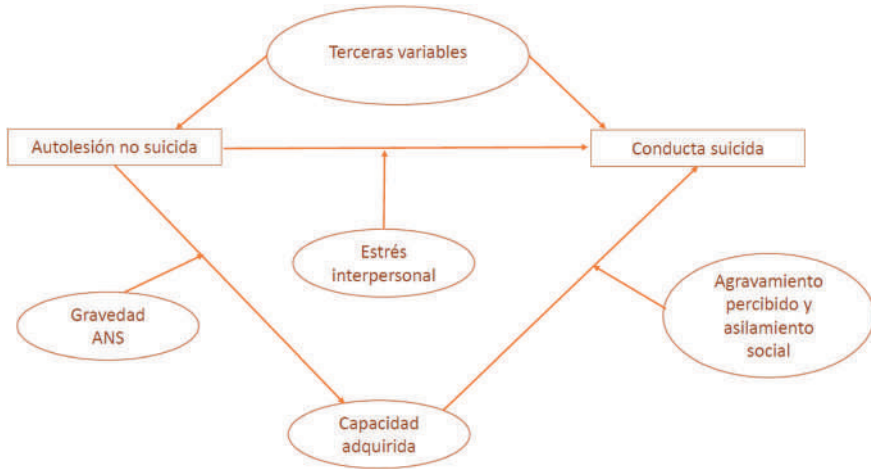 Terceras variables
Autolesión no suicida
Conducta suicida
Estrés
interpersonal
Gravedad
ANS
Agravamiento
percibido y
asilamiento
social
Capacidad
adquirida